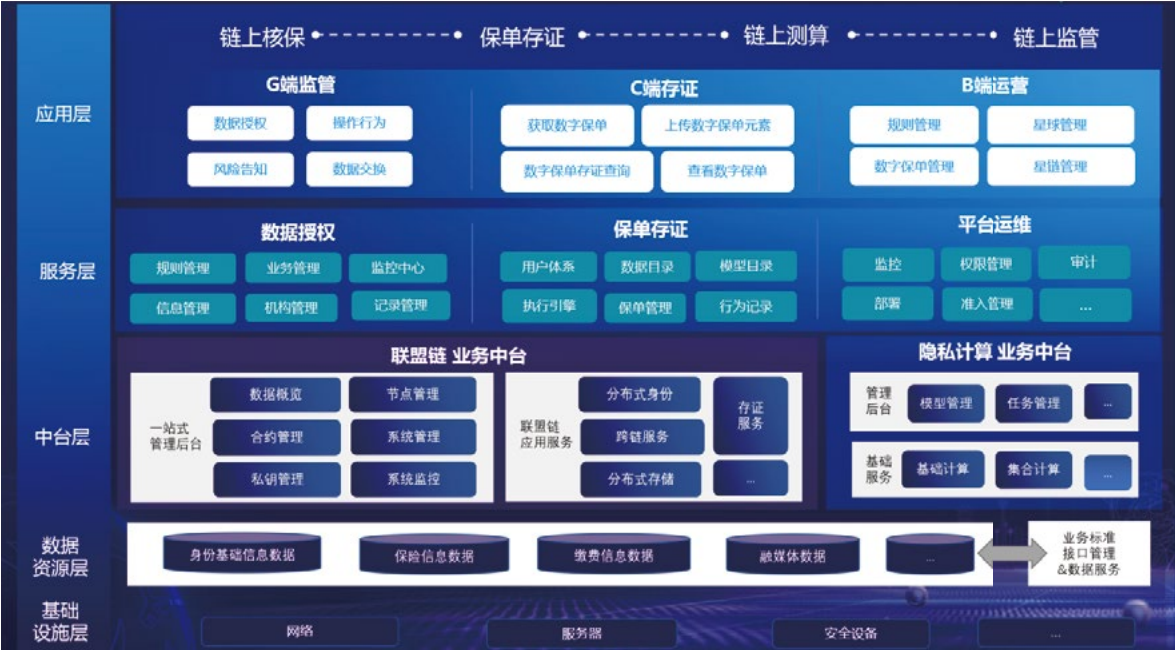 链上核保
保单存证
链上测算
链上监管
应用层
G端监管
数据授权
操作行为
风险告知
数据交换
C端存证
获取数字保单
上传数字保单元素
数字保单存证查询
查看数字保单
B端运营
规则管理
星球管理
数字保单管理
星链管理
服务层
数据授权
规则管理
业务管理
监控中心
信息管理
机构管理
记录管理
保单存证
用户体系
数据目录
模型目录
执行引擎
保单管理
行为记录
平台运维
监控
权限管理
审计
部署
准入管理
...
中台层
联盟链 业务中台
一站式
管理后台
数据概览
节点管理
合约管理
系统管理
私钥管理
系统监控
联盟链
应用服务
分布式身份
跨链服务
分布式存储
存证
服务
...
隐私计算 业务中台
管理
后台
模型管理
任务管理
...
基础
服务
基础计算
集合计算
...
数据
资源层
身份基础信息数据
保险信息数据
缴费信息数据
融媒体数据
...
业务标准
接口管理
&数据服务
基础
设施层
网络
服务器
安全设备
...